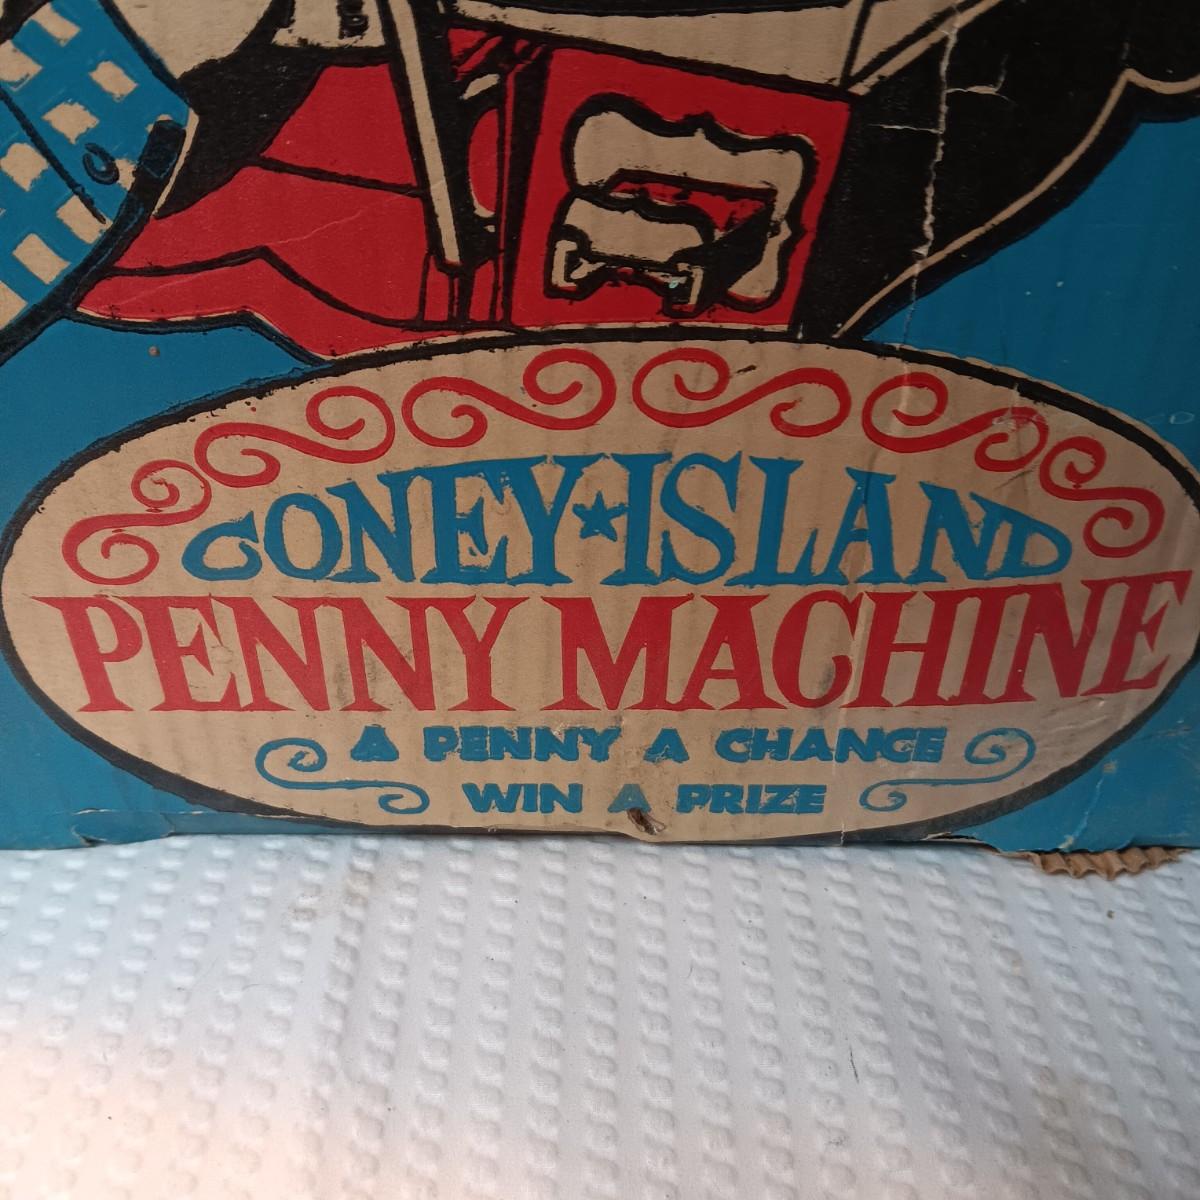 CONEY★ISLAND
PENNY MACHINE
A PENNY A CHANCE
WIN A PRIZE